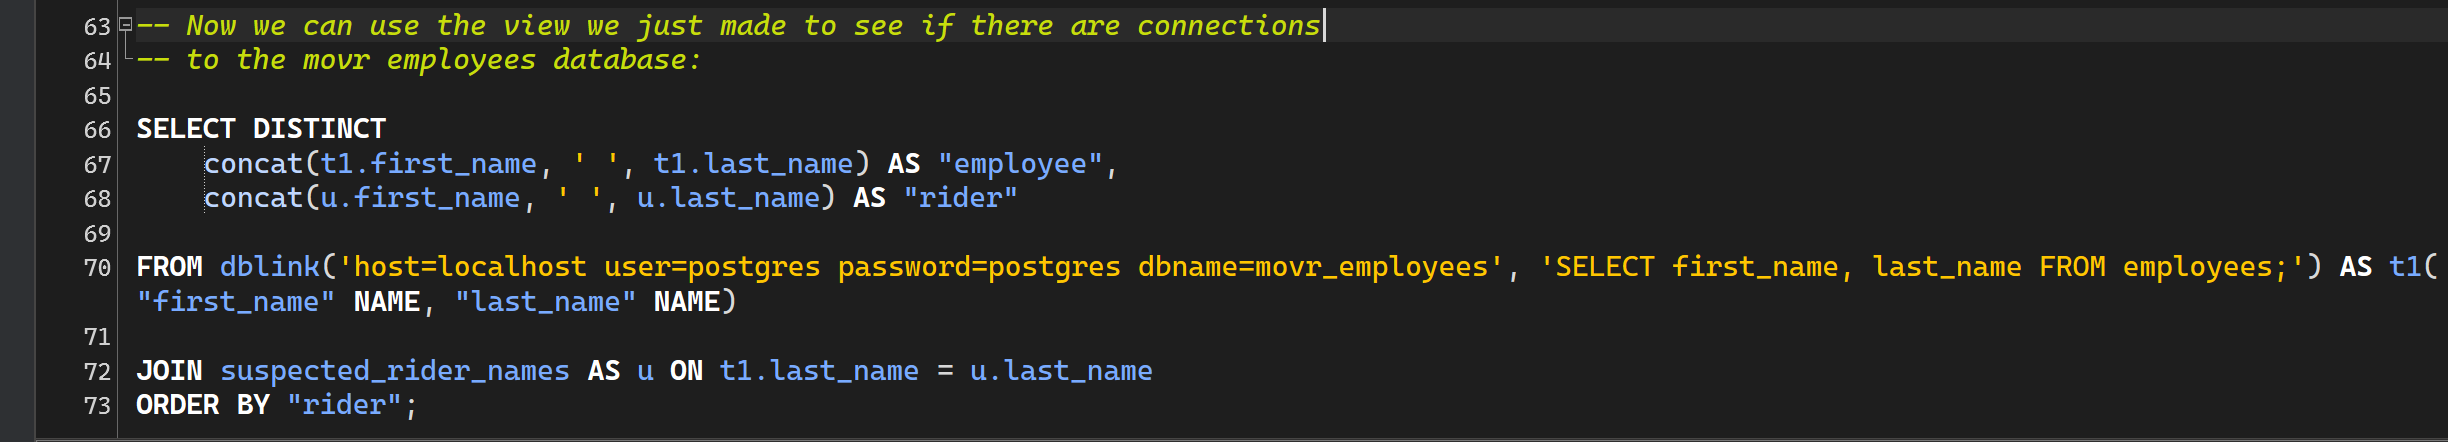 63 -- Now we can use the view we just made to see if there are connections
64 -- to the movr employees database:
65
66 SELECT DISTINCT
67     concat(t1.first_name, ' ', t1.last_name) AS "employee",
68     concat(u.first_name, ' ', u.last_name) AS "rider"
69
70 FROM dblink('host=localhost user=postgres password=postgres dbname=movr_employees', 'SELECT first_name, last_name FROM employees;') AS t1(
"first_name" NAME, "last_name" NAME)
71
72 JOIN suspected_rider_names AS u ON t1.last_name = u.last_name
73 ORDER BY "rider";